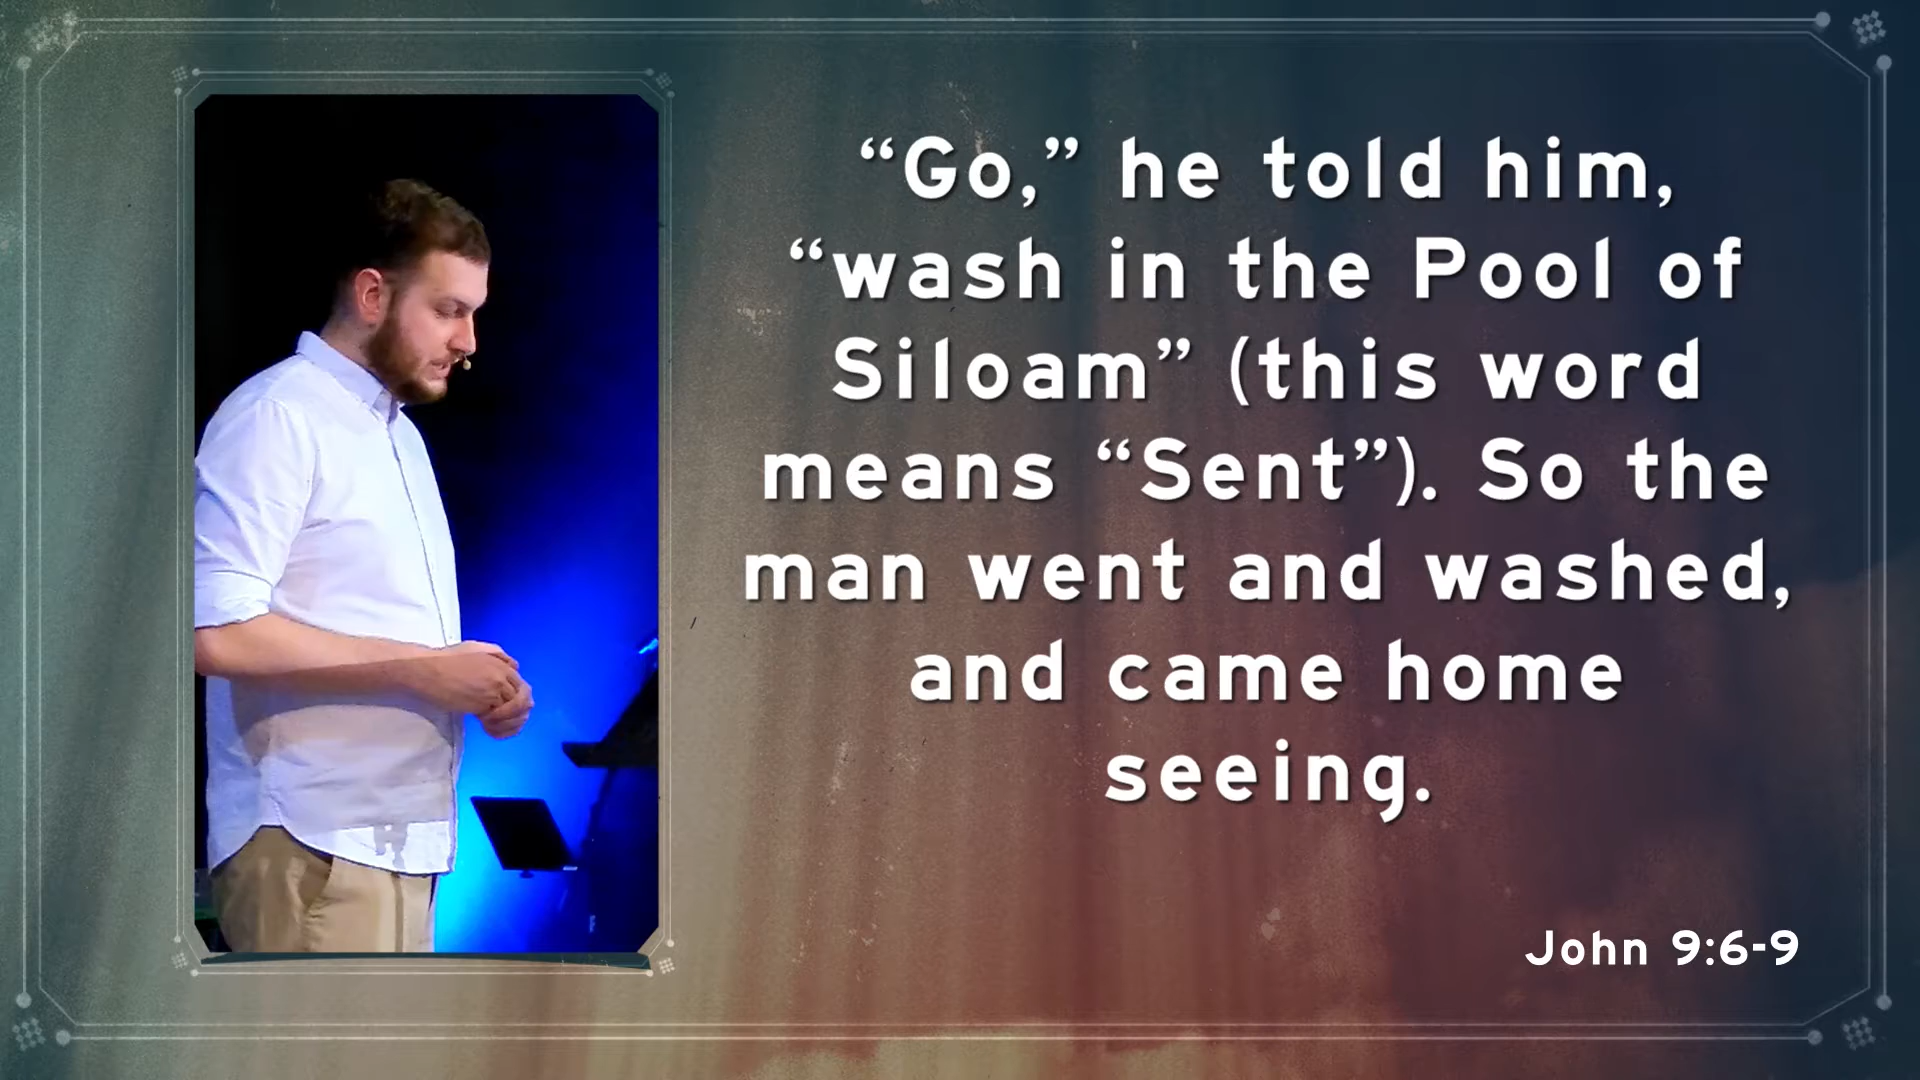 “Go,” he told him,
“wash in the Pool of
Siloam” (this word
means “Sent”). So the
man went and washed,
and came home
seeing.
John 9:6-9